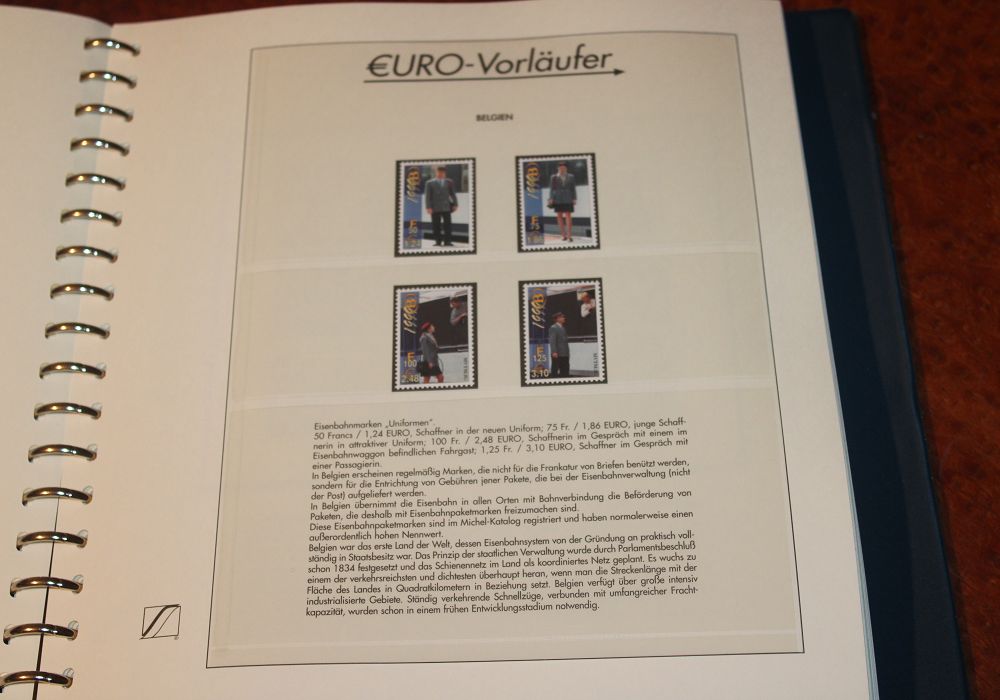 €URO-Vorläufer
BELGIEN
1999 B
1999 B
75
1999 B
100
2.48
1999 B
125
3.10
Eisenbahnmarken „Uniformen".
50 Francs / 1,24 EURO, Schaffner in der neuen Uniform; 75 Fr. / 1,86 EURO, junge Schaff-
nerin in attraktiver Uniform; 100 Fr. / 2,48 EURO, Schaffnerin im Gespräch mit einem im
Eisenbahnwaggon befindlichen Fahrgast; 1,25 Fr. / 3,10 EURO, Schaffner im Gespräch mit
einer Passagierin.
In Belgien erscheinen regelmäßig Marken, die nicht für die Frankatur von Briefen benützt werden,
sondern für die Entrichtung von Gebühren jener Pakete, die bei der Eisenbahnverwaltung (nicht
der Post) aufgeliefert werden.
In Belgien übernimmt die Eisenbahn in allen Orten mit Bahnverbindung die Beförderung von
Paketen, die deshalb mit Eisenbahnpaketmarken freizumachen sind.
Diese Eisenbahnpaketmarken sind im Michel-Katalog registriert und haben normalerweise einen
außerordentlich hohen Nennwert.
Belgien war das erste Land der Welt, dessen Eisenbahnsystem von der Gründung an praktisch voll-
ständig in Staatsbesitz war. Das Prinzip der staatlichen Verwaltung wurde durch Parlamentsbeschluß
schon 1834 festgesetzt und das Schienennetz im Land als koordiniertes Netz geplant. Es wuchs zu
einem der verkehrsreichsten und dichtesten überhaupt heran, wenn man die Streckenlänge mit der
Fläche des Landes in Quadratkilometern in Beziehung setzt. Belgien verfügt über große intensiv
industrialisierte Gebiete. Ständig verkehrende Schnellzüge, verbunden mit umfangreicher Fracht-
kapazität, wurden schon in einem frühen Entwicklungsstadium notwendig.